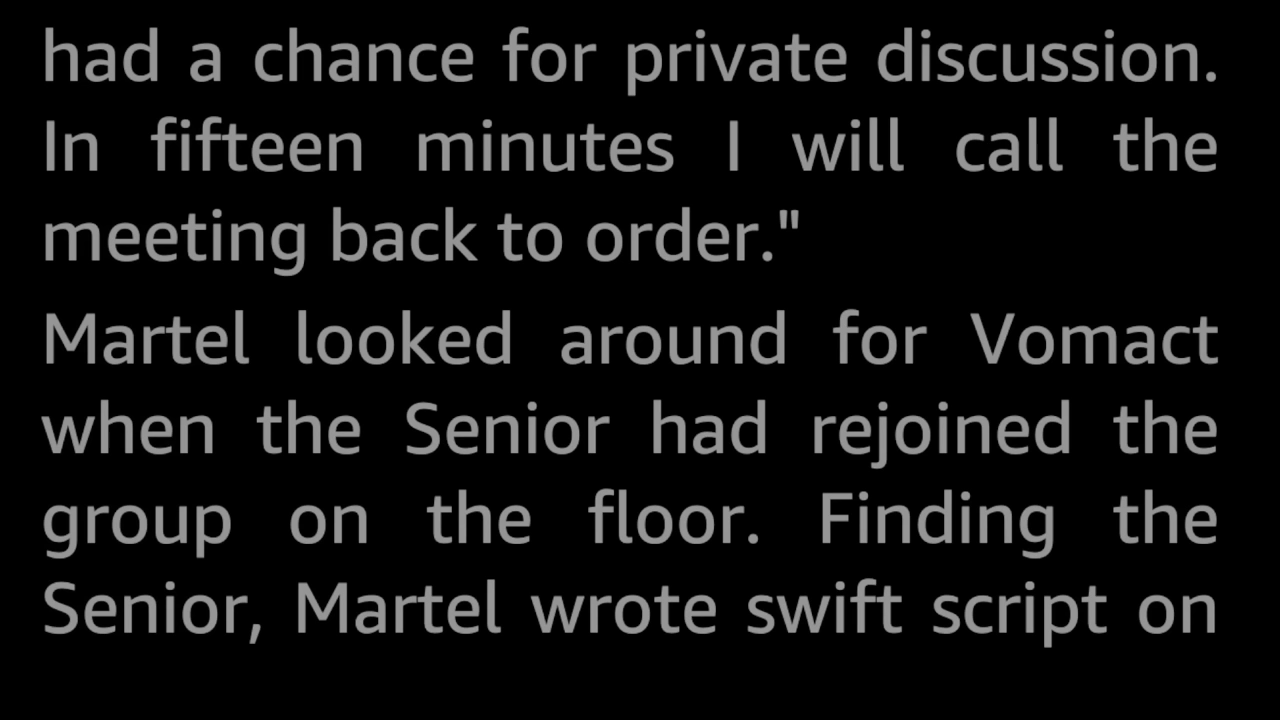 had a chance for private discussion.
In fifteen minutes I will call the
meeting back to order."
Martel looked around for Vomact
when the Senior had rejoined the
group on the floor. Finding the
Senior, Martel wrote swift script on